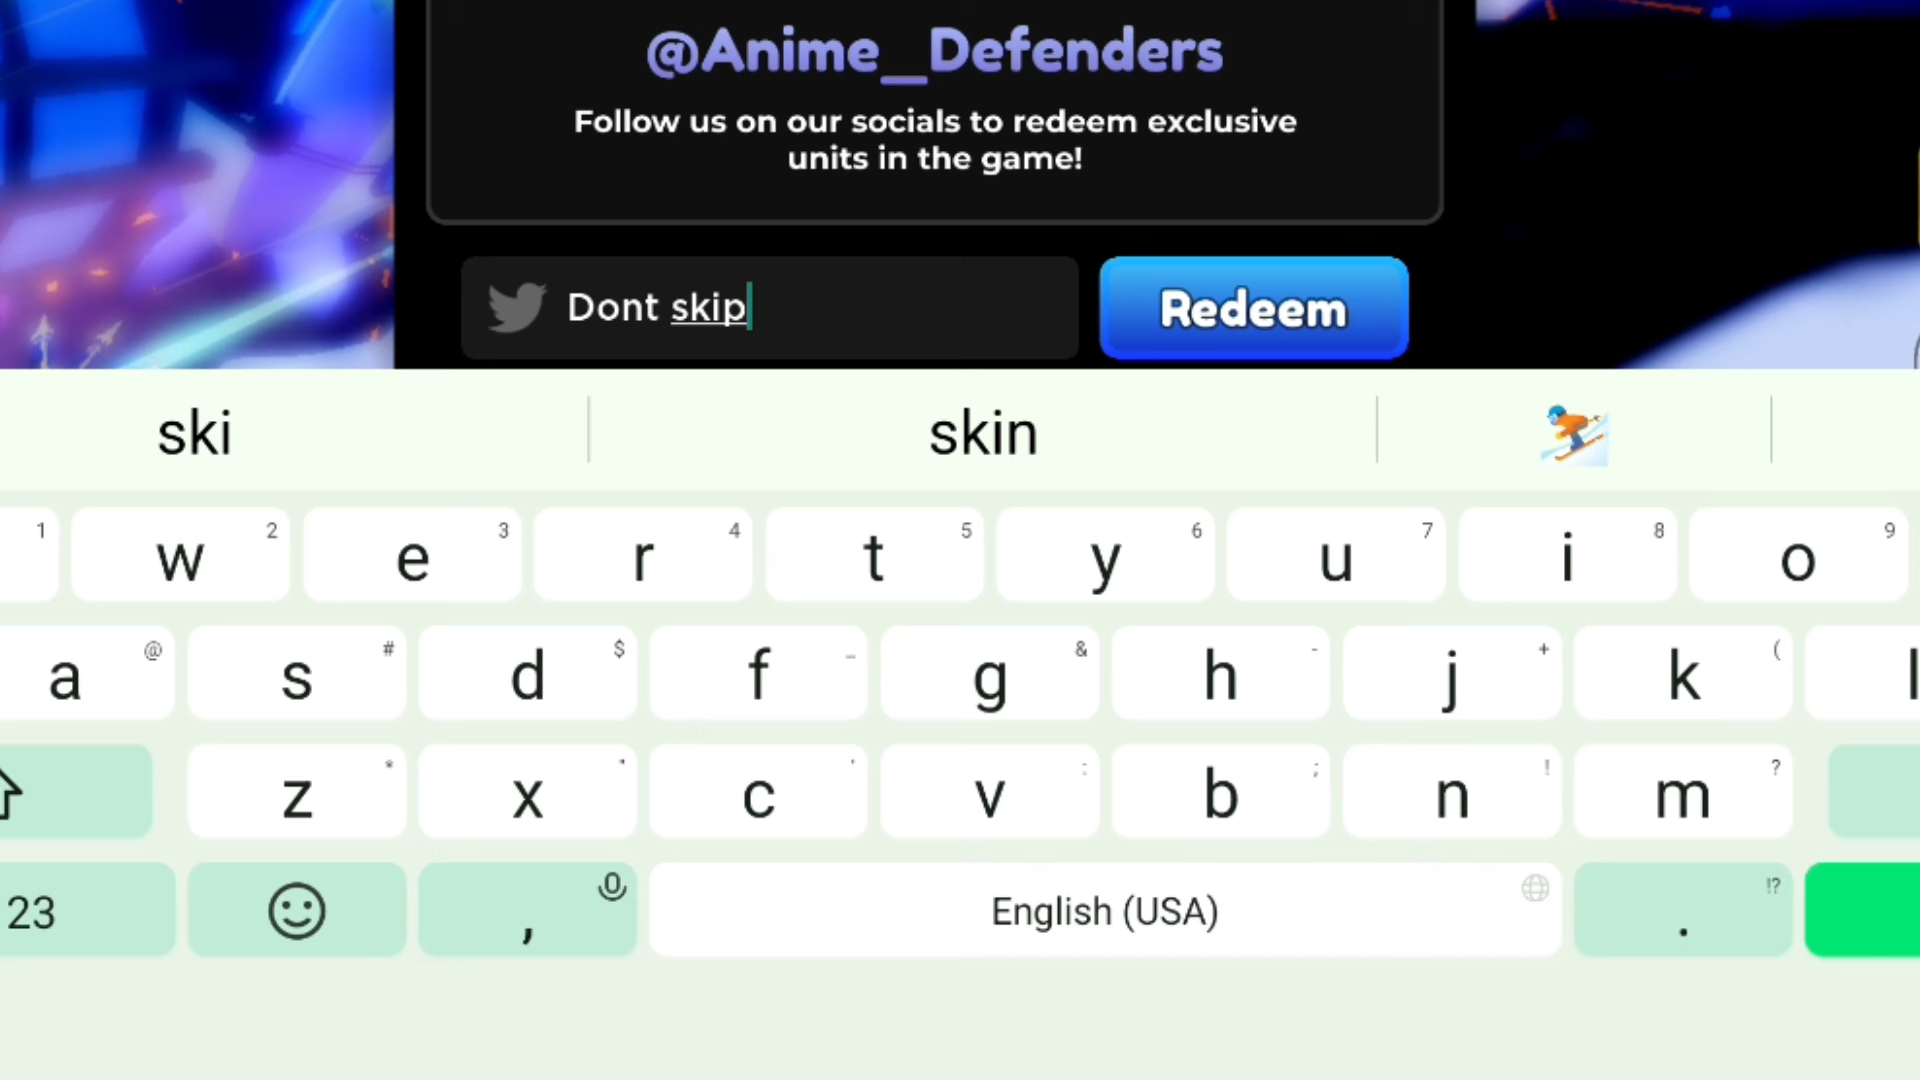 @Anime__Defenders
Follow us on our socials to redeem exclusive
units in the game!
Dont skip
Redeem
ski
skin
1
w 2
e 3
r 4
t 5
y 6
u 7
i 8
o 9
a @
s #
d $
f _
g &
h -
j +
k (
l
z *
x "
c '
v :
b ;
n !
m ?
23
,
English (USA)
. !?